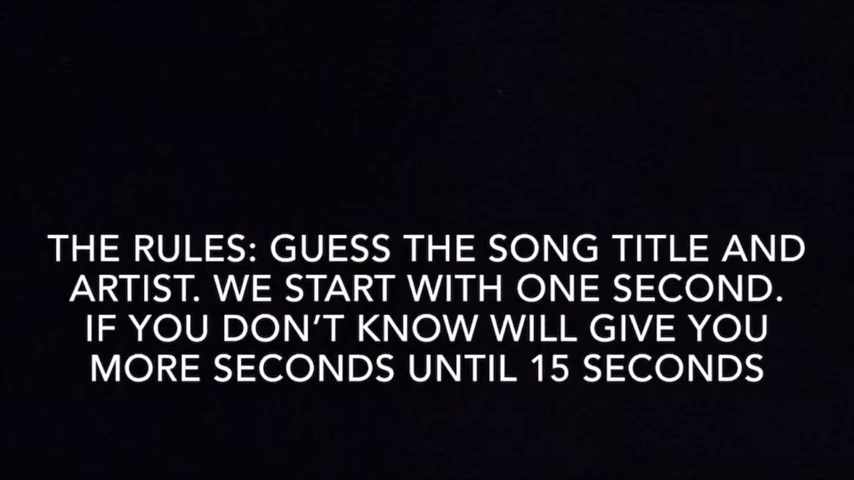 THE RULES: GUESS THE SONG TITLE AND
ARTIST. WE START WITH ONE SECOND.
IF YOU DON’T KNOW WILL GIVE YOU
MORE SECONDS UNTIL 15 SECONDS